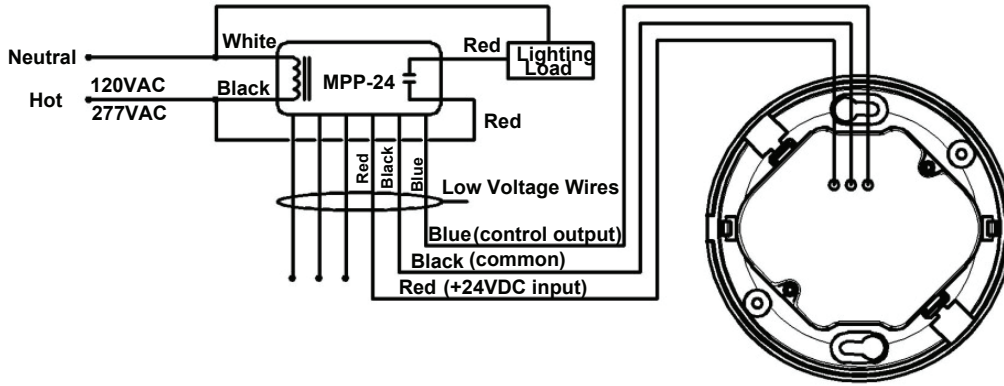 White
Neutral
120VAC
Hot
277VAC
Black
MPP-24
Red
Lighting
Load
Red
Red
Black
Blue
Low Voltage Wires
Blue (control output)
Black (common)
Red (+24VDC input)